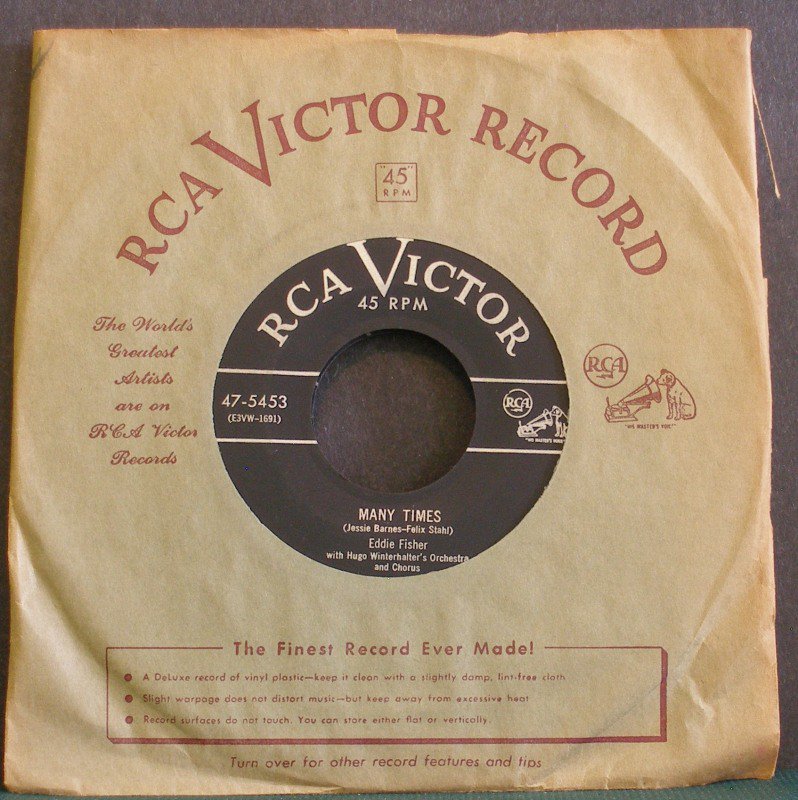 RCA VICTOR RECORD
"45"
RPM
RCA VICTOR
45 RPM
The World's
Greatest
Artists
are on
RCA Victor
Records
47-5453
(E3VW-1691)
RCA
"HIS MASTER'S VOICE"
RCA
"HIS MASTER'S VOICE"
MANY TIMES
(Jessie Barnes-Felix Stahl)
Eddie Fisher
with Hugo Winterhalter's Orchestra
and Chorus
The Finest Record Ever Made!
A DeLuxe record of vinyl plastic—keep it clean with a slightly damp, lint-free cloth
Slight warpage does not distort music—but keep away from excessive heat
Record surfaces do not touch. You can store either flat or vertically.
Turn over for other record features and tips